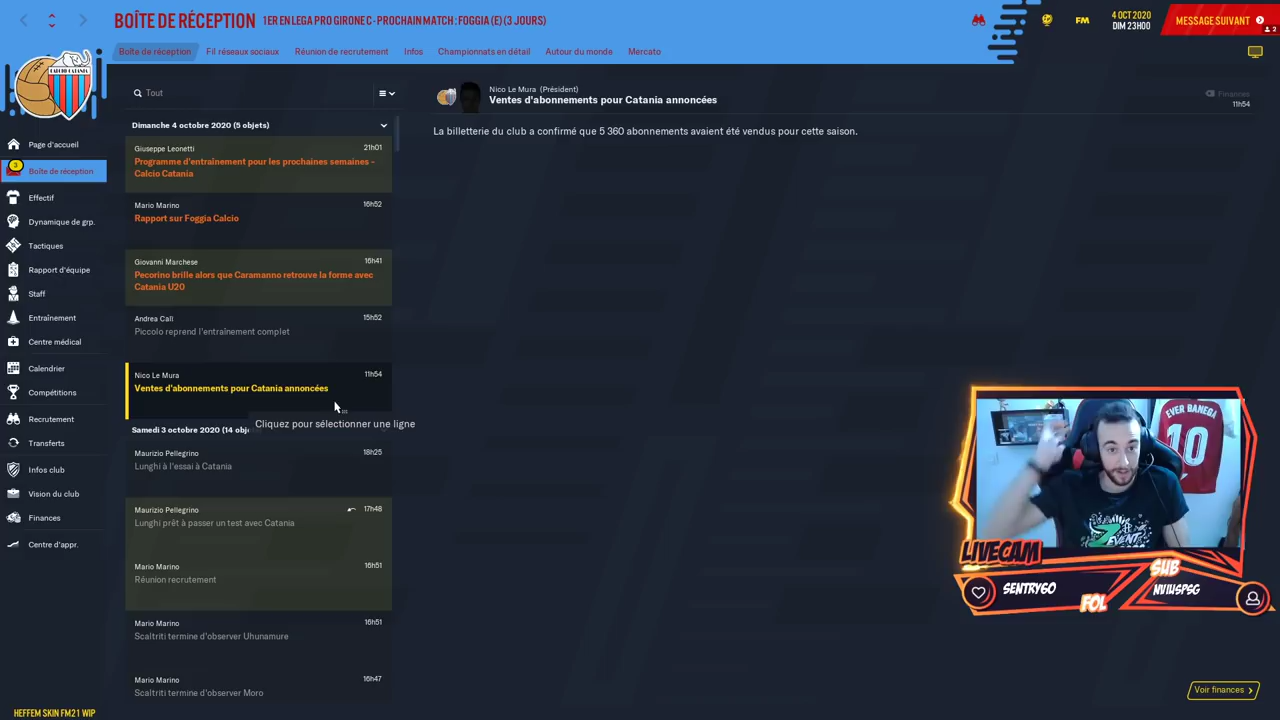 BOÎTE DE RÉCEPTION
1ER EN LEGA PRO GIRONE C - PROCHAIN MATCH : FOGGIA (E) (3 JOURS)
FM
4 OCT 2020
DIM 23H00
MESSAGE SUIVANT
2
Boîte de réception
Fil réseaux sociaux
Réunion de recrutement
Infos
Championnats en détail
Autour du monde
Mercato
CALCIO CATANIA
Page d'accueil
3
Boîte de réception
Effectif
Dynamique de grp.
Tactiques
Rapport d'équipe
Staff
Entraînement
Centre médical
Calendrier
Compétitions
Recrutement
Transferts
Infos club
Vision du club
Finances
Centre d'appr.
HEFFEM SKIN FM21 WIP
Tout
Dimanche 4 octobre 2020 (5 objets)
Giuseppe Leonetti 21h01
Programme d'entraînement pour les prochaines semaines -
Calcio Catania
Mario Marino 16h52
Rapport sur Foggia Calcio
Giovanni Marchese 16h41
Pecorino brille alors que Caramanno retrouve la forme avec
Catania U20
Andrea Call 15h52
Piccolo reprend l'entraînement complet
Nico Le Mura 11h54
Ventes d'abonnements pour Catania annoncées
Cliquez pour sélectionner une ligne
Samedi 3 octobre 2020 (14 obje
Maurizio Pellegrino 18h25
Lunghi à l'essai à Catania
Maurizio Pellegrino 17h48
Lunghi prêt à passer un test avec Catania
Mario Marino 16h51
Réunion recrutement
Mario Marino 16h51
Scaltriti termine d'observer Uhunamure
Mario Marino 16h47
Scaltriti termine d'observer Moro
Nico Le Mura (Président)
Ventes d'abonnements pour Catania annoncées
Finances
11h54
La billetterie du club a confirmé que 5 360 abonnements avaient été vendus pour cette saison.
EVER BANEGA
10
LIVECAM
SENTRYGO
FOL
SUB
Voir finances